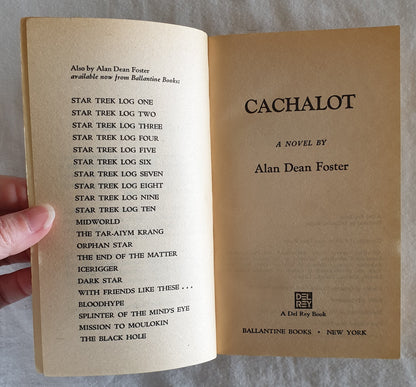 Also by Alan Dean Foster
available now from Ballantine Books:
STAR TREK LOG ONE
STAR TREK LOG TWO
STAR TREK LOG THREE
STAR TREK LOG FOUR
STAR TREK LOG FIVE
STAR TREK LOG SIX
STAR TREK LOG SEVEN
STAR TREK LOG EIGHT
STAR TREK LOG NINE
STAR TREK LOG TEN
MIDWORLD
THE TAR-AIYM KRANG
ORPHAN STAR
THE END OF THE MATTER
ICERIGGER
DARK STAR
WITH FRIENDS LIKE THESE . . .
BLOODHYPE
SPLINTER OF THE MIND'S EYE
MISSION TO MOULOKIN
THE BLACK HOLE
CACHALOT
A NOVEL BY
Alan Dean Foster
DEL
REY
A Del Rey Book
BALLANTINE BOOKS • NEW YORK